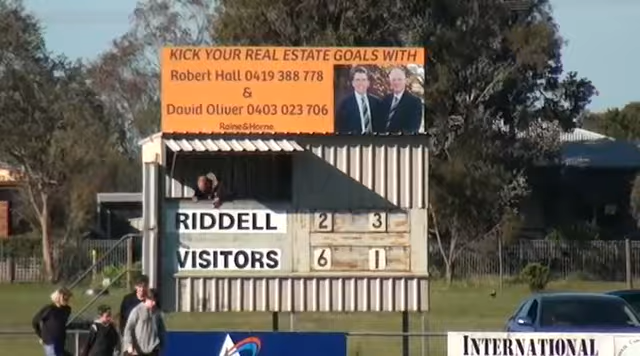 KICK YOUR REAL ESTATE GOALS WITH
Robert Hall 0419 388 778
&
David Oliver 0403 023 706
Raine&Horne
RIDDELL 2 3
VISITORS 6 1
INTERNATIONAL